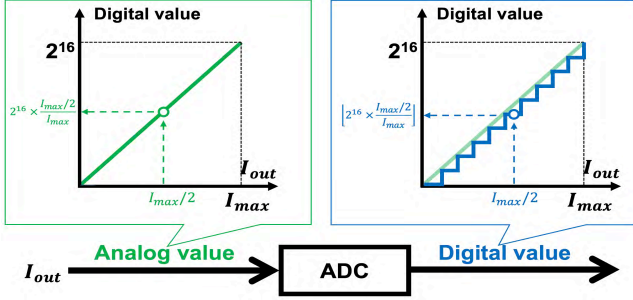 Digital value
2^16
2^16 × (I_max/2)/I_max
I_max/2
I_out
I_max
Digital value
2^16
⌊2^16 × (I_max/2)/I_max⌋
I_max/2
I_out
I_max
Analog value
Digital value
I_out
ADC